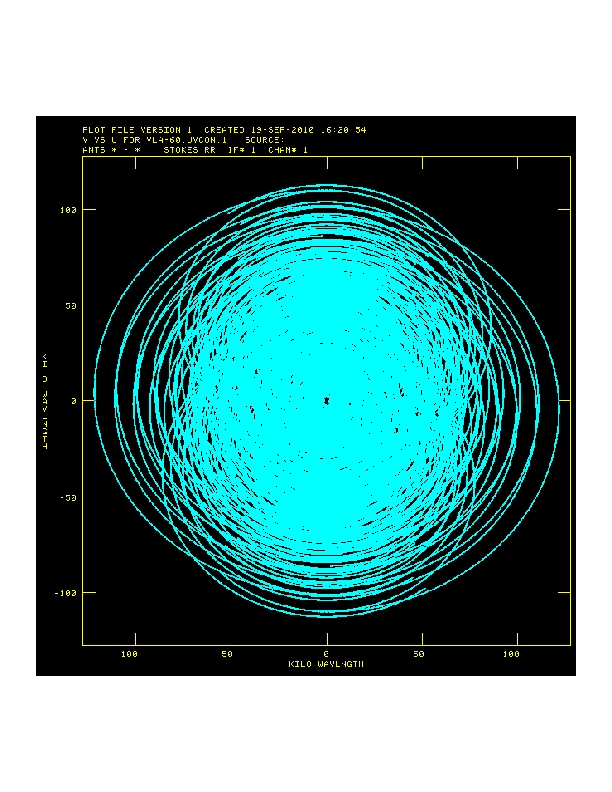 PLOT FILE VERSION 1 CREATED 19-SEP-2010 16:20:54
V VS U FOR VLA-60.UVCON.1 SOURCE:
ANTS * - * STOKES RR IF# 1 CHAN# 1
100
50
0
-50
-100
100 50 0 50 100
KILO WAVLNGTH